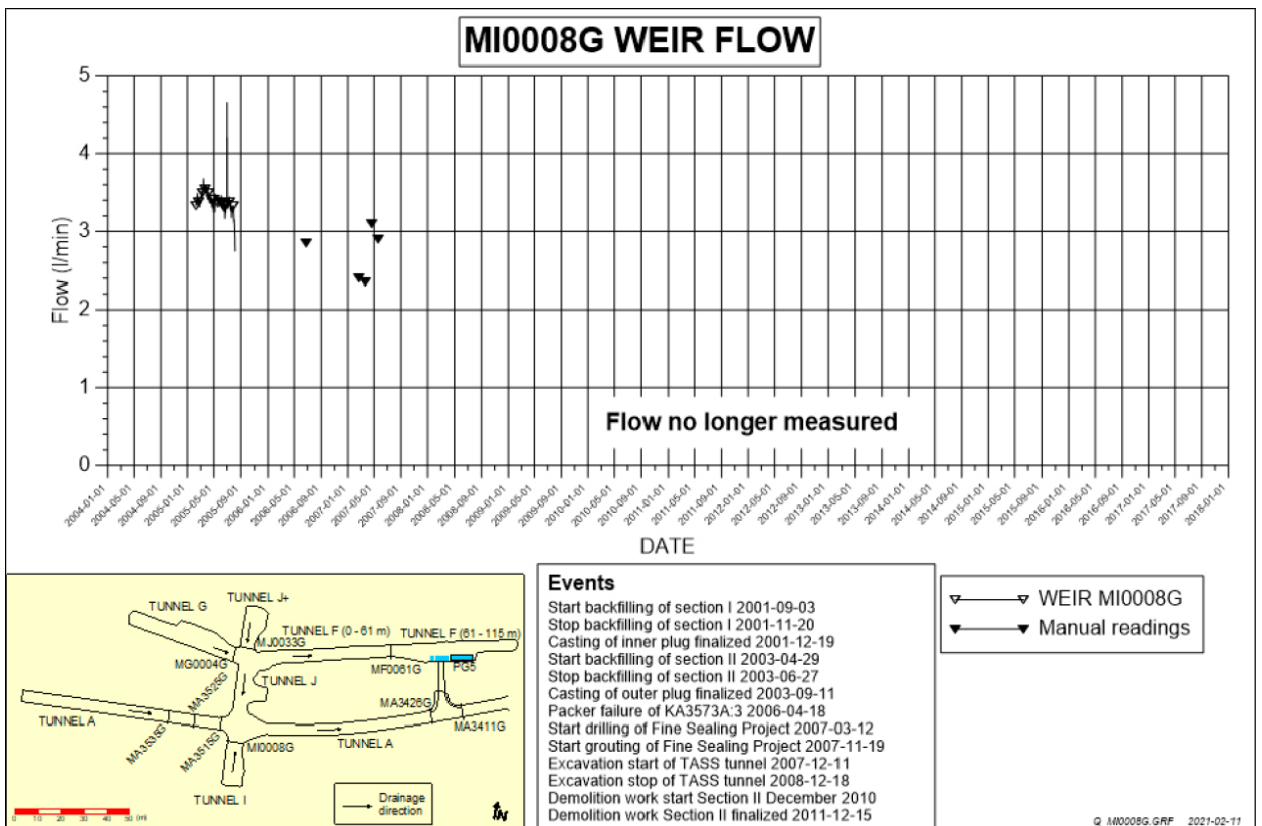 MI0008G WEIR FLOW
5
4
3
2
1
0
Flow (l/min)
Flow no longer measured
2004-01-01
2004-05-01
2004-09-01
2005-01-01
2005-05-01
2005-09-01
2006-01-01
2006-05-01
2006-09-01
2007-01-01
2007-05-01
2007-09-01
2008-01-01
2008-05-01
2008-09-01
2009-01-01
2009-05-01
2009-09-01
2010-01-01
2010-05-01
2010-09-01
2011-01-01
2011-05-01
2011-09-01
2012-01-01
2012-05-01
2012-09-01
2013-01-01
2013-05-01
2013-09-01
2014-01-01
2014-05-01
2014-09-01
2015-01-01
2015-05-01
2015-09-01
2016-01-01
2016-05-01
2016-09-01
2017-01-01
2017-05-01
2017-09-01
2018-01-01
DATE
TUNNEL G
TUNNEL J+
MJ0033G
TUNNEL F (0 - 61 m)
TUNNEL F (61 - 115 m)
MG0004G
MF0061G
PG5
TUNNEL J
MA3525G
MA3426G
MA3411G
TUNNEL A
MA3535G
MA3515G
MI0008G
TUNNEL A
TUNNEL I
Drainage
direction
0 10 20 30 40 50 (m)
N
Events
Start backfilling of section I 2001-09-03
Stop backfilling of section I 2001-11-20
Casting of inner plug finalized 2001-12-19
Start backfilling of section II 2003-04-29
Stop backfilling of section II 2003-06-27
Casting of outer plug finalized 2003-09-11
Packer failure of KA3573A:3 2006-04-18
Start drilling of Fine Sealing Project 2007-03-12
Start grouting of Fine Sealing Project 2007-11-19
Excavation start of TASS tunnel 2007-12-11
Excavation stop of TASS tunnel 2008-12-18
Demolition work start Section II December 2010
Demolition work Section II finalized 2011-12-15
WEIR MI0008G
Manual readings
Q_MI0008G.GRF 2021-02-11